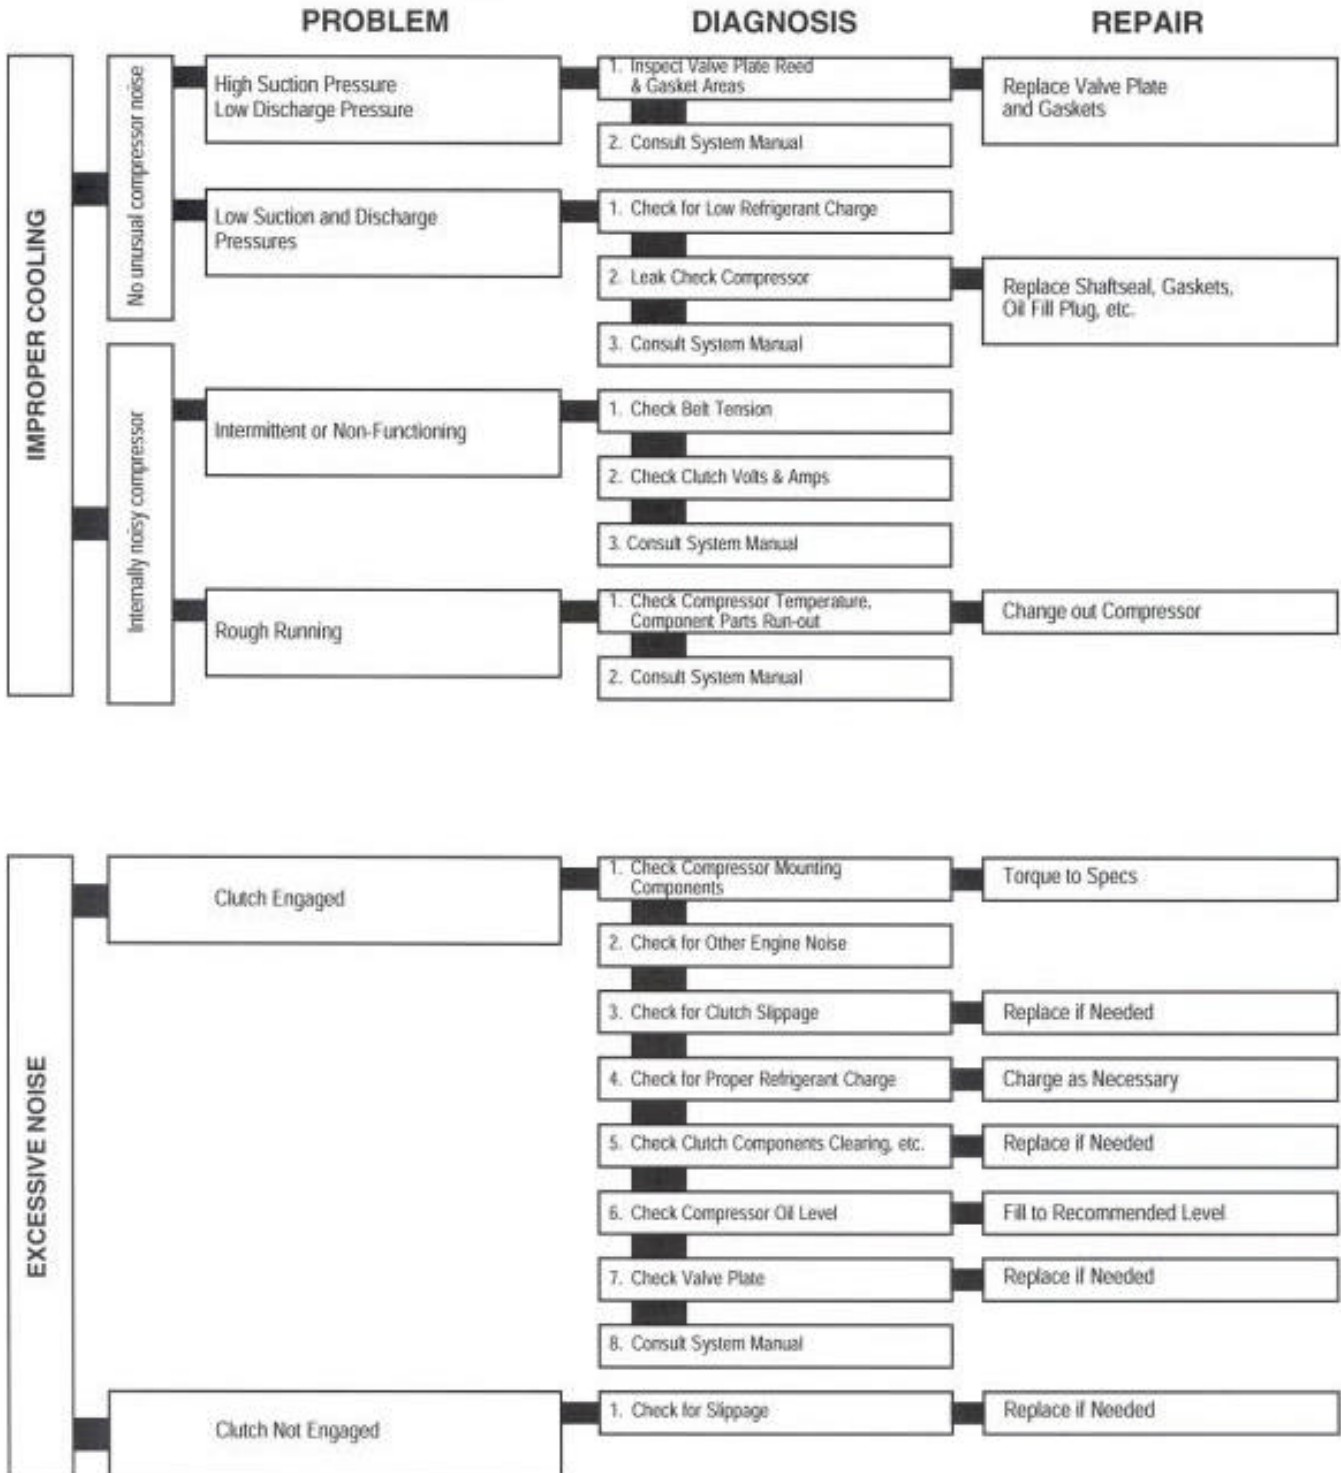 PROBLEM DIAGNOSIS REPAIR
IMPROPER COOLING
No unusual compressor noise
High Suction Pressure
Low Discharge Pressure
1. Inspect Valve Plate Reed
& Gasket Areas
Replace Valve Plate
and Gaskets
2. Consult System Manual
Low Suction and Discharge
Pressures
1. Check for Low Refrigerant Charge
2. Leak Check Compressor
Replace Shaftseal, Gaskets,
Oil Fill Plug, etc.
3. Consult System Manual
Internally noisy compressor
Intermittent or Non-Functioning
1. Check Belt Tension
2. Check Clutch Volts & Amps
3. Consult System Manual
Rough Running
1. Check Compressor Temperature,
Component Parts Run-out
Change out Compressor
2. Consult System Manual
EXCESSIVE NOISE
Clutch Engaged
1. Check Compressor Mounting
Components
Torque to Specs
2. Check for Other Engine Noise
3. Check for Clutch Slippage
Replace if Needed
4. Check for Proper Refrigerant Charge
Charge as Necessary
5. Check Clutch Components Clearing, etc.
Replace if Needed
6. Check Compressor Oil Level
Fill to Recommended Level
7. Check Valve Plate
Replace if Needed
8. Consult System Manual
Clutch Not Engaged
1. Check for Slippage
Replace if Needed